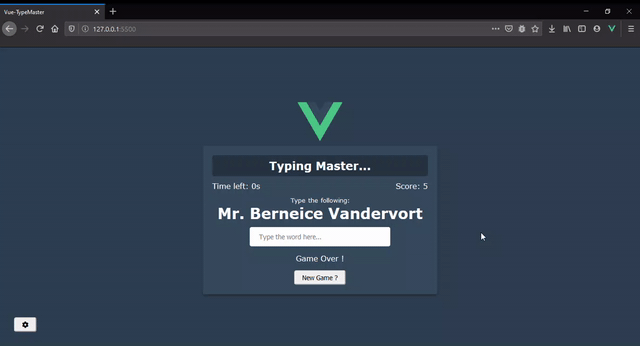 Vue-TypeMaster
127.0.0.1:5500
Typing Master...
Time left: 0s
Score: 5
Type the following:
Mr. Berneice Vandervort
Type the word here...
Game Over !
New Game ?